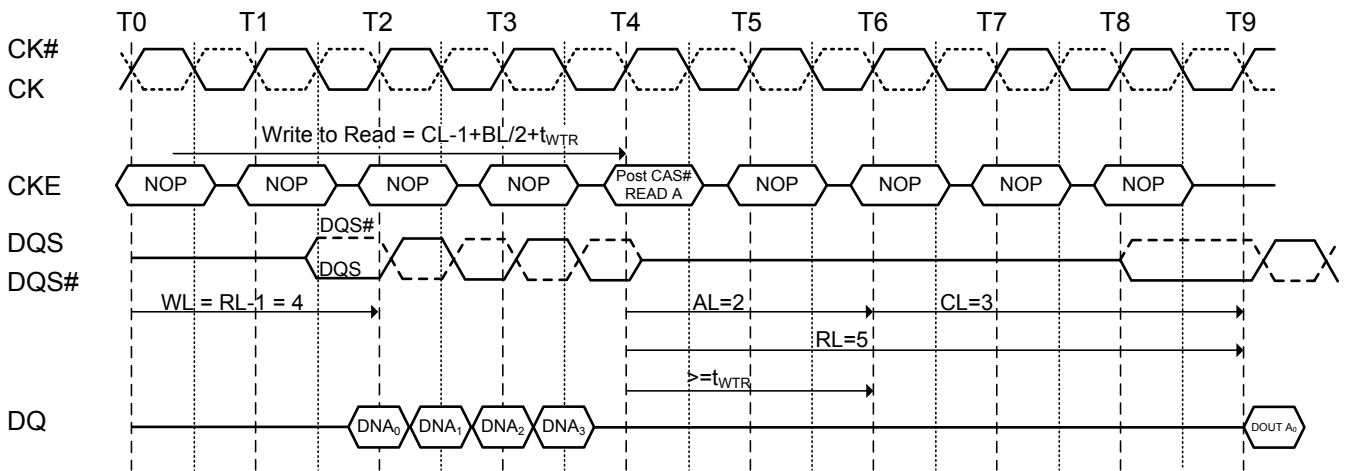 T0 T1 T2 T3 T4 T5 T6 T7 T8 T9
CK#
CK
Write to Read = CL-1+BL/2+tWTR
CKE NOP NOP NOP NOP Post CAS# READ A NOP NOP NOP NOP
DQS# 
DQS DQS
DQS#
WL = RL-1 = 4 AL=2 CL=3
RL=5
>=tWTR
DQ DNA0 DNA1 DNA2 DNA3 DOUT A0